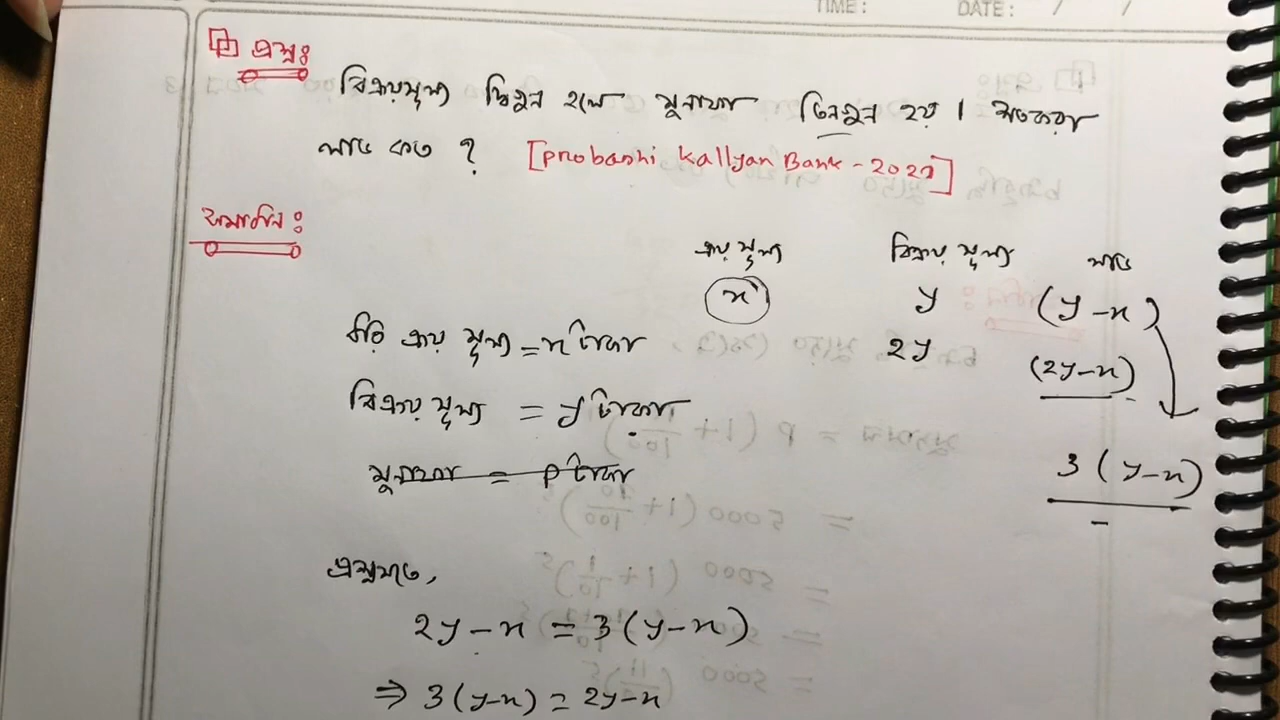 TIME: DATE: / /
প্রশ্নঃ
বিক্রয়মূল্য দ্বিগুন হলে মুনাফা তিনগুন হয়। শতকরা
লাভ কত ? [Probashi Kallyan Bank - 2021]
সমাধান :
ক্রয় মূল্য বিক্রয় মূল্য লাভ
x y (y-x)
ধরি ক্রয় মূল্য = x টাকা
2y (2y-x)
বিক্রয় মূল্য = y টাকা
মুনাফা = P টাকা
3 (y-x)
প্রশ্নমতে,
2y - x = 3 (y-x)
⇒ 3 (y-x) = 2y-x